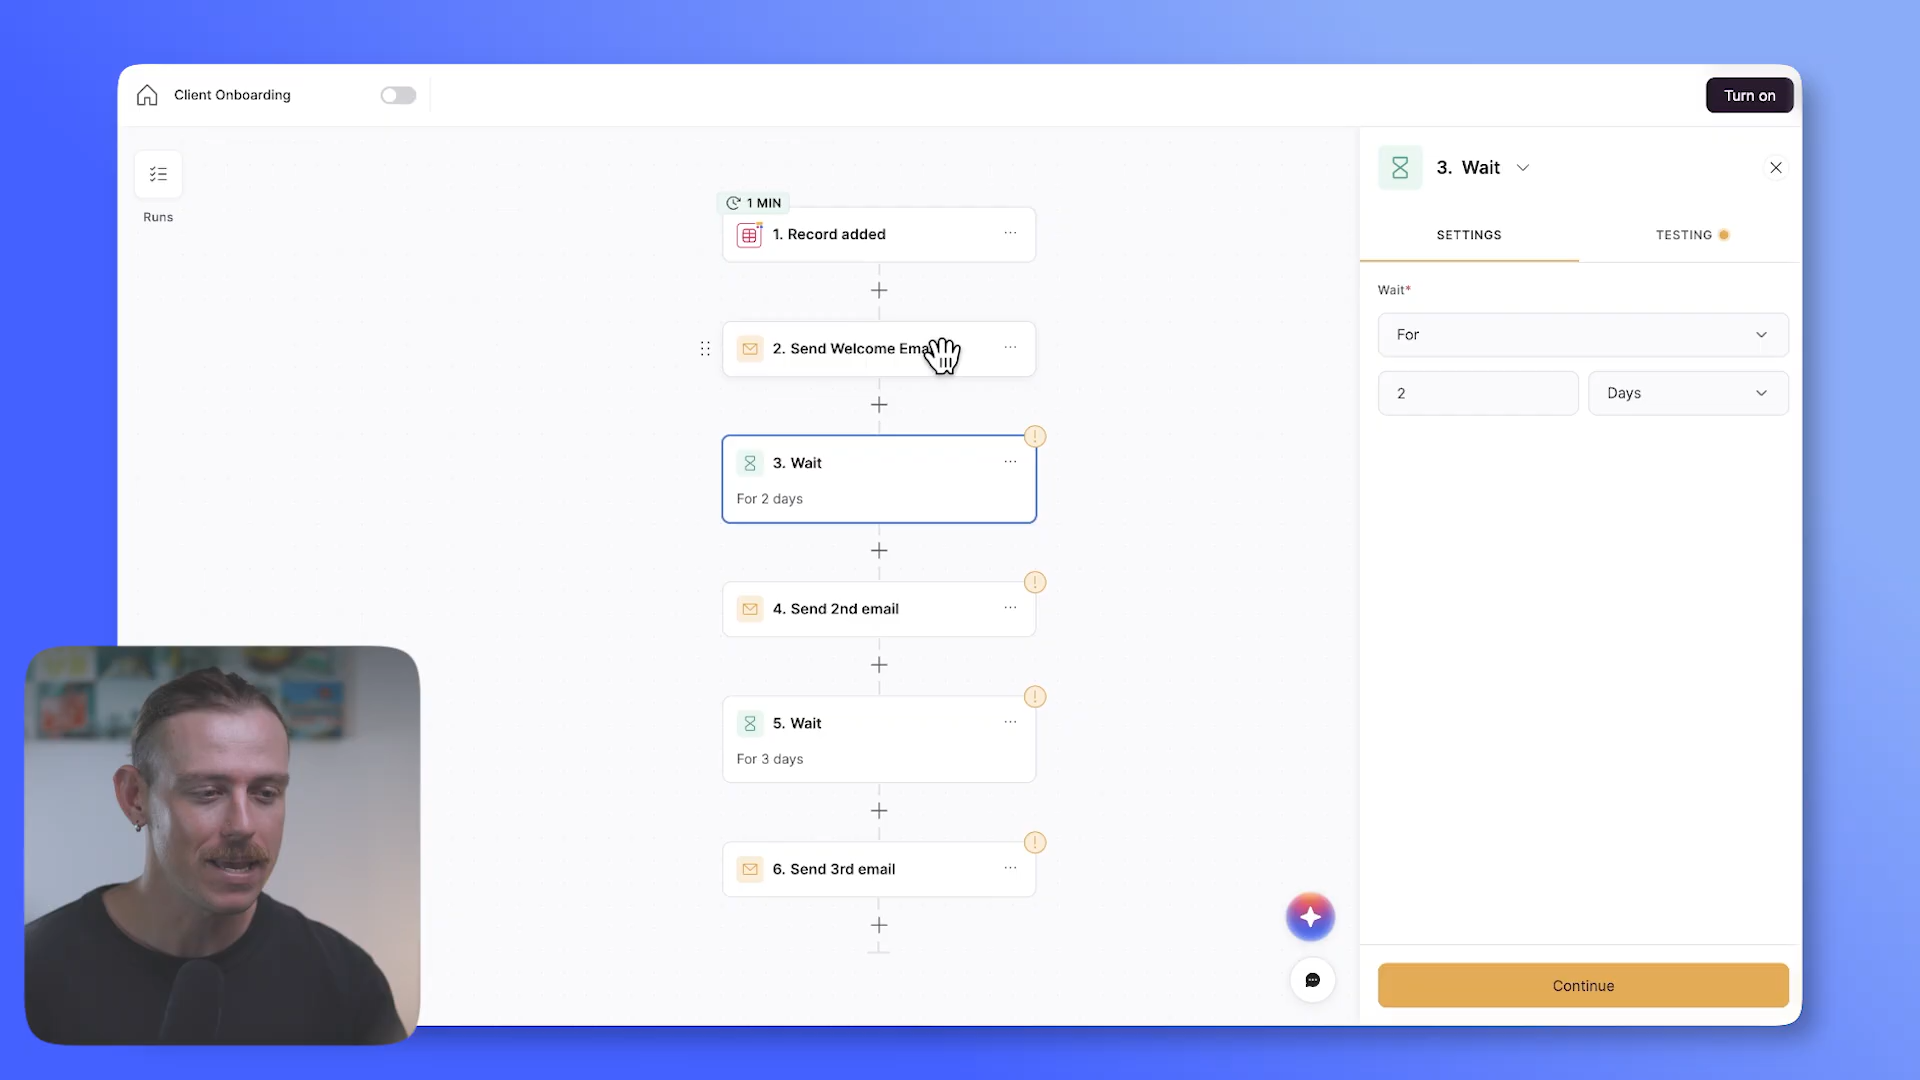 Client Onboarding
Turn on
Runs
1 MIN
1. Record added
2. Send Welcome Ema
3. Wait
For 2 days
4. Send 2nd email
5. Wait
For 3 days
6. Send 3rd email
3. Wait
SETTINGS
TESTING
Wait*
For
2
Days
Continue